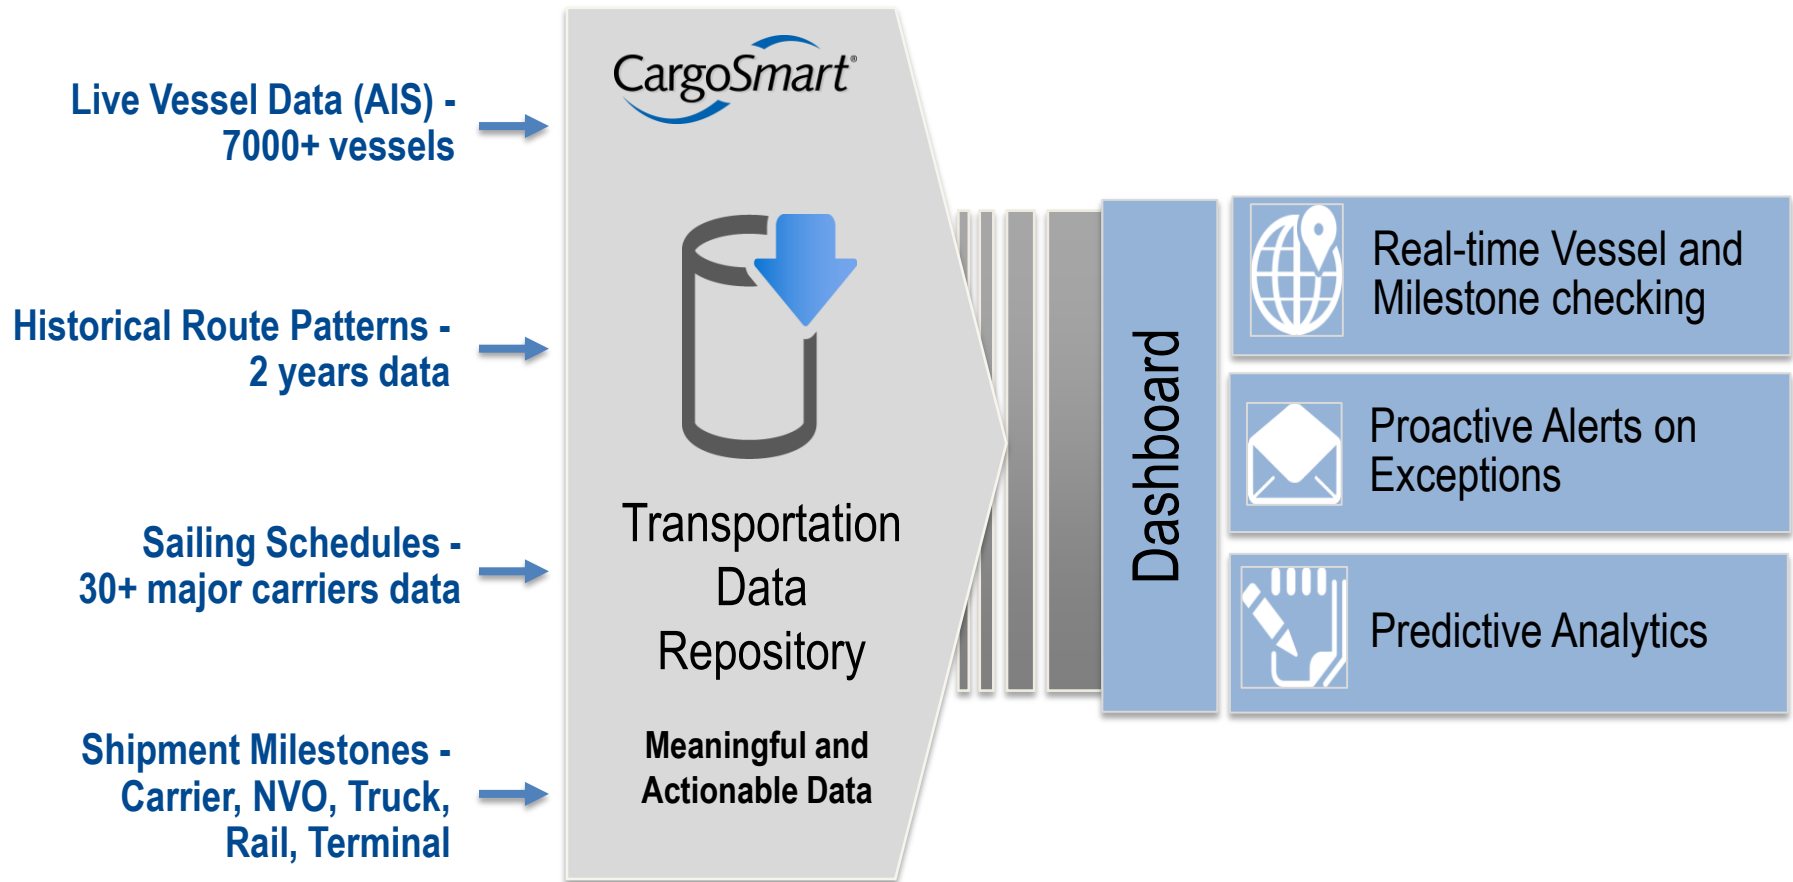 Live Vessel Data (AIS) -
7000+ vessels
Historical Route Patterns -
2 years data
Sailing Schedules -
30+ major carriers data
Shipment Milestones -
Carrier, NVO, Truck,
Rail, Terminal
CargoSmart®
Transportation
Data
Repository
Meaningful and
Actionable Data
Dashboard
Real-time Vessel and
Milestone checking
Proactive Alerts on
Exceptions
Predictive Analytics